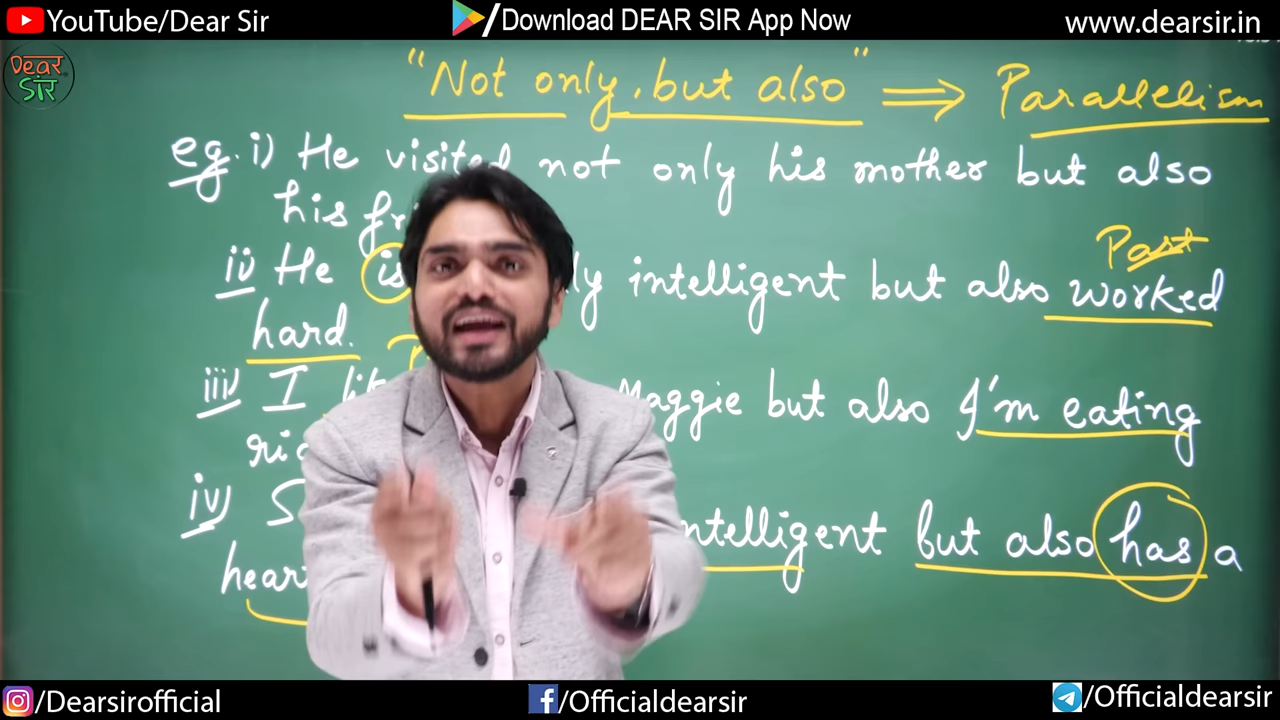 /YouTube/Dear Sir
/Download DEAR SIR App Now
www.dearsir.in
Dear
Sir
"Not only, but also" ⇒ Parallelism
eg. i) He visited not only his mother but also
his
Past
ii) He is intelligent but also worked
hard.
iii) I Maggie but also I'm eating
iv) intelligent but also has a
/Dearsirofficial
/Officialdearsir
/Officialdearsir